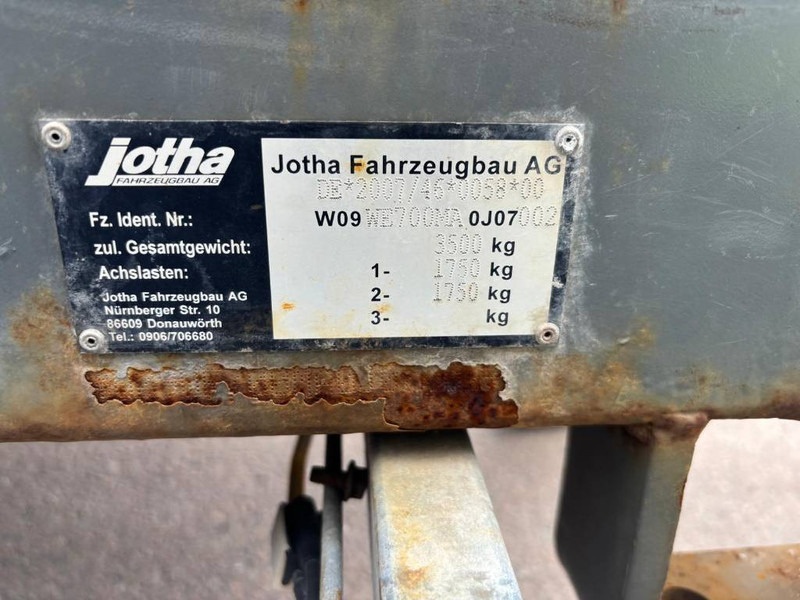 jotha
FAHRZEUGBAU AG
Jotha Fahrzeugbau AG
DE*2007/46*0058*00
Fz. Ident. Nr.: W09 WE700MA 0J07 002
zul. Gesamtgewicht: 3500 kg
Achslasten: 1- 1750 kg
2- 1750 kg
3- kg
Jotha Fahrzeugbau AG
Nürnberger Str. 10
86609 Donauwörth
Tel.: 0906/706680